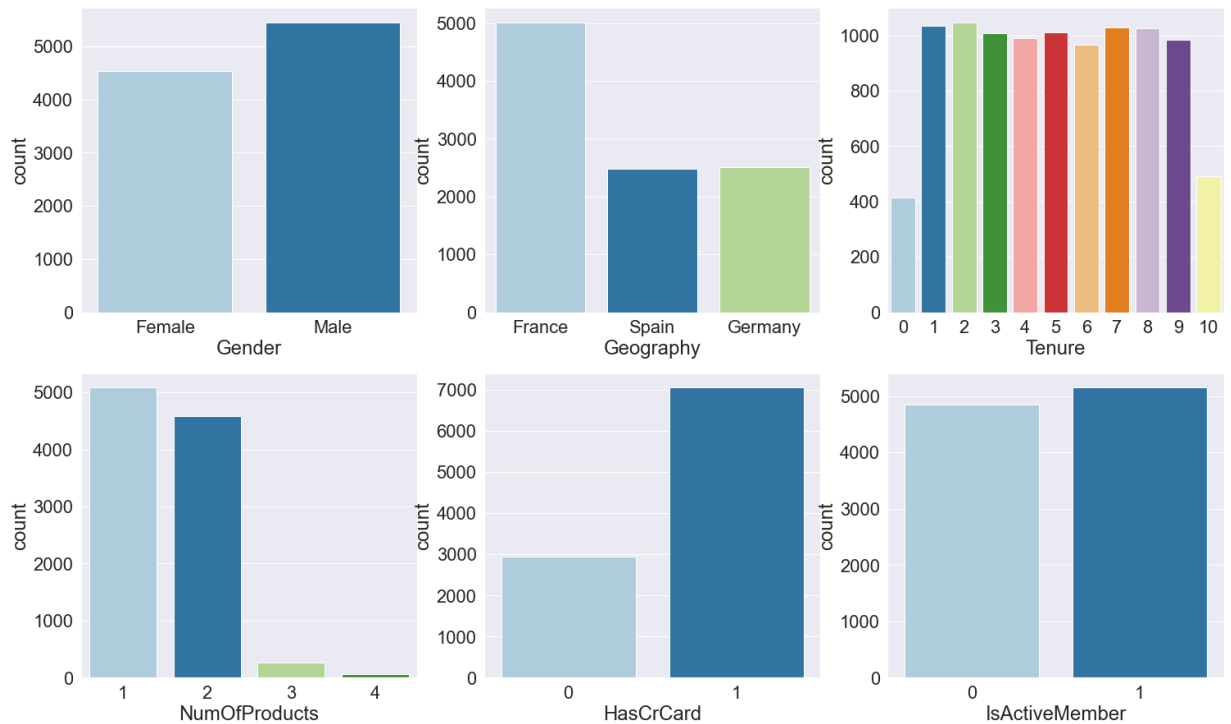 5000
4000
3000
2000
1000
0
count
Female Male
Gender
5000
4000
3000
2000
1000
0
count
France Spain Germany
Geography
1000
800
600
400
200
0
count
0 1 2 3 4 5 6 7 8 9 10
Tenure
5000
4000
3000
2000
1000
0
count
1 2 3 4
NumOfProducts
7000
6000
5000
4000
3000
2000
1000
0
count
0 1
HasCrCard
5000
4000
3000
2000
1000
0
count
0 1
IsActiveMember